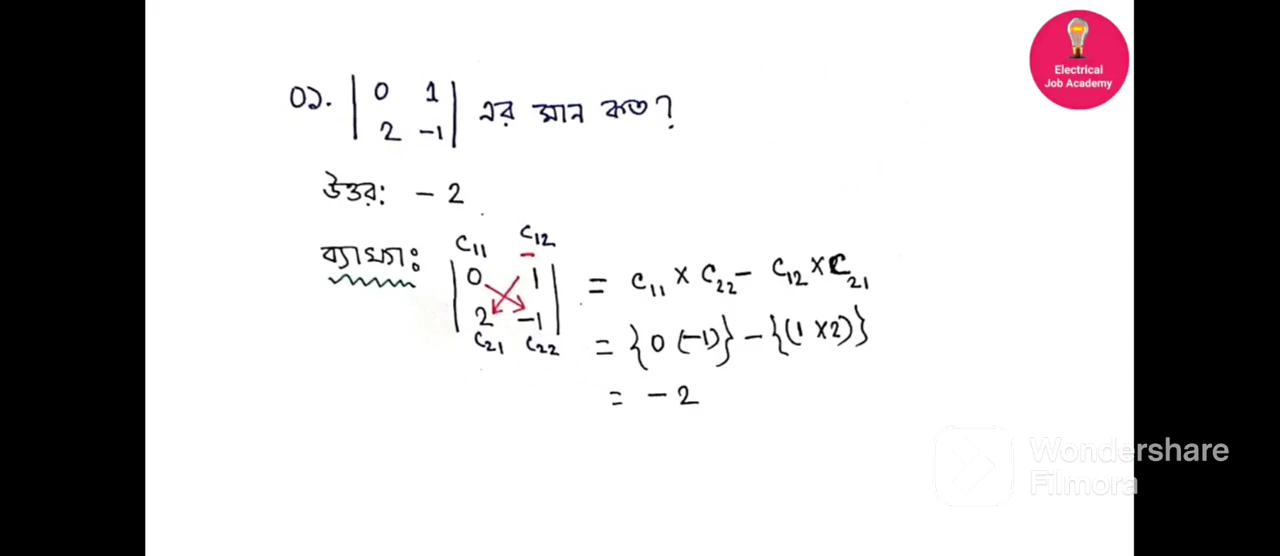 Electrical
Job Academy
০১. | 0 1 | এর মান কত?
| 2 -1 |
উত্তর: - 2
ব্যাখ্যা:
C₁₁ C₁₂
| 0 1 | = C₁₁ × C₂₂ - C₁₂ × C₂₁
| 2 -1 |
C₂₁ C₂₂
= {0 (-1)} - {(1 × 2)}
= - 2
Wondershare
Filmora